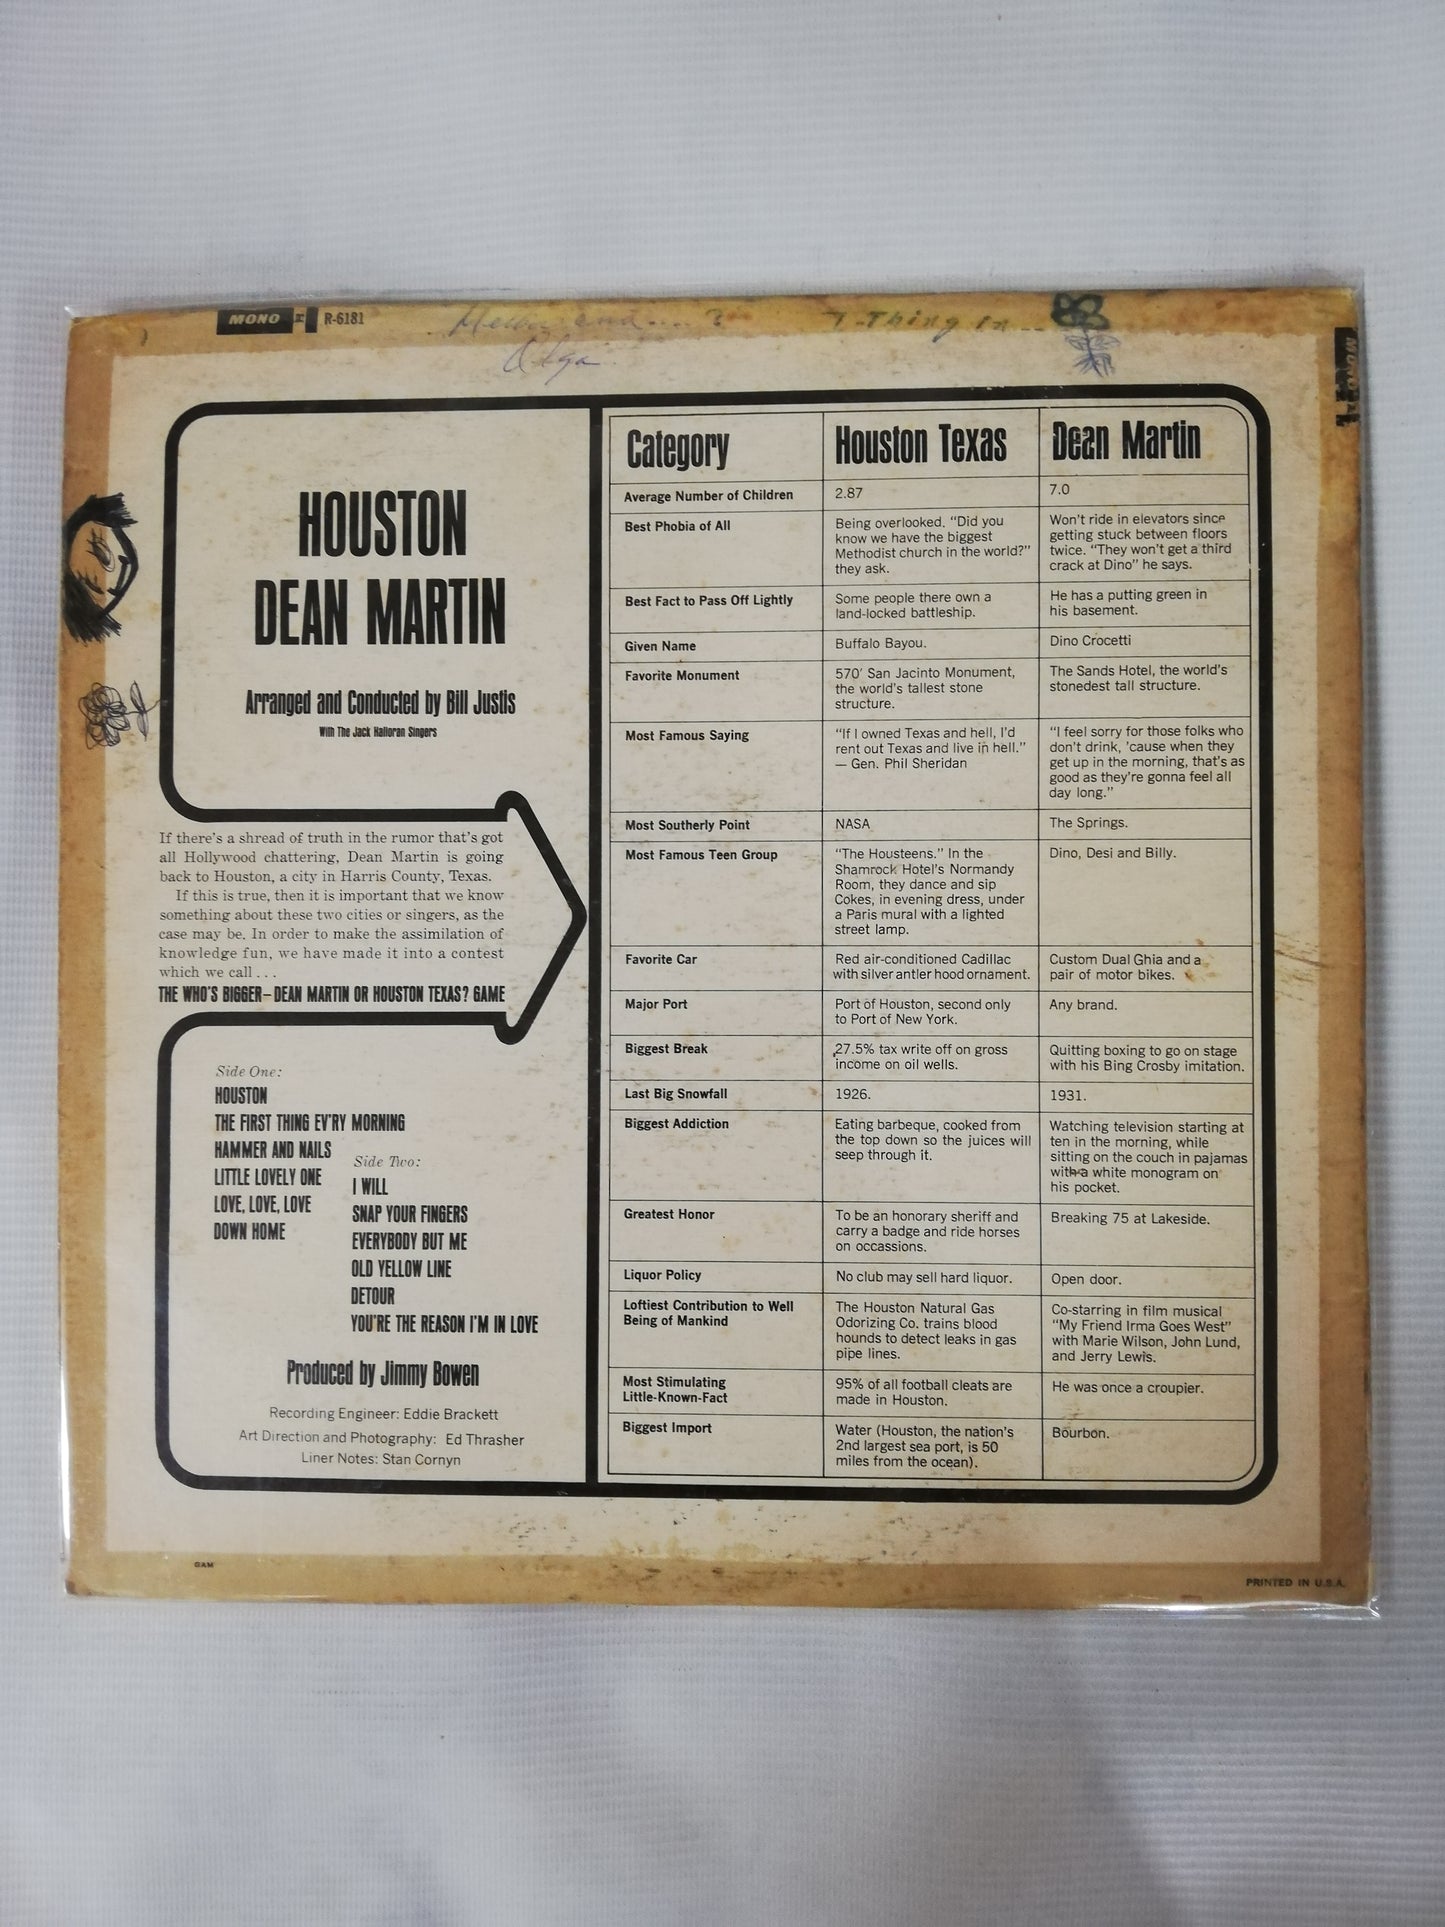 MONO R R-6181
Olga
MONO
HOUSTON
DEAN MARTIN
Arranged and Conducted by Bill Justis
With The Jack Halloran Singers
If there's a shread of truth in the rumor that's got
all Hollywood chattering, Dean Martin is going
back to Houston, a city in Harris County, Texas.
If this is true, then it is important that we know
something about these two cities or singers, as the
case may be. In order to make the assimilation of
knowledge fun, we have made it into a contest
which we call . . .
THE WHO'S BIGGER—DEAN MARTIN OR HOUSTON TEXAS? GAME
Side One:
HOUSTON
THE FIRST THING EV'RY MORNING
HAMMER AND NAILS
LITTLE LOVELY ONE
LOVE, LOVE, LOVE
DOWN HOME
Side Two:
I WILL
SNAP YOUR FINGERS
EVERYBODY BUT ME
OLD YELLOW LINE
DETOUR
YOU'RE THE REASON I'M IN LOVE
Produced by Jimmy Bowen
Recording Engineer: Eddie Brackett
Art Direction and Photography: Ed Thrasher
Liner Notes: Stan Cornyn
Category
Houston Texas
Dean Martin
Average Number of Children
2.87
7.0
Best Phobia of All
Being overlooked. "Did you
know we have the biggest
Methodist church in the world?"
they ask.
Won't ride in elevators since
getting stuck between floors
twice. "They won't get a third
crack at Dino" he says.
Best Fact to Pass Off Lightly
Some people there own a
land-locked battleship.
He has a putting green in
his basement.
Given Name
Buffalo Bayou.
Dino Crocetti
Favorite Monument
570' San Jacinto Monument,
the world's tallest stone
structure.
The Sands Hotel, the world's
stonedest tall structure.
Most Famous Saying
"If I owned Texas and hell, I'd
rent out Texas and live in hell."
— Gen. Phil Sheridan
"I feel sorry for those folks who
don't drink, 'cause when they
get up in the morning, that's as
good as they're gonna feel all
day long."
Most Southerly Point
NASA
The Springs.
Most Famous Teen Group
"The Housteens." In the
Shamrock Hotel's Normandy
Room, they dance and sip
Cokes, in evening dress, under
a Paris mural with a lighted
street lamp.
Dino, Desi and Billy.
Favorite Car
Red air-conditioned Cadillac
with silver antler hood ornament.
Custom Dual Ghia and a
pair of motor bikes.
Major Port
Port of Houston, second only
to Port of New York.
Any brand.
Biggest Break
27.5% tax write off on gross
income on oil wells.
Quitting boxing to go on stage
with his Bing Crosby imitation.
Last Big Snowfall
1926.
1931.
Biggest Addiction
Eating barbeque, cooked from
the top down so the juices will
seep through it.
Watching television starting at
ten in the morning, while
sitting on the couch in pajamas
with a white monogram on
his pocket.
Greatest Honor
To be an honorary sheriff and
carry a badge and ride horses
on occassions.
Breaking 75 at Lakeside.
Liquor Policy
No club may sell hard liquor.
Open door.
Loftiest Contribution to Well
Being of Mankind
The Houston Natural Gas
Odorizing Co. trains blood
hounds to detect leaks in gas
pipe lines.
Co-starring in film musical
"My Friend Irma Goes West"
with Marie Wilson, John Lund,
and Jerry Lewis.
Most Stimulating
Little-Known-Fact
95% of all football cleats are
made in Houston.
He was once a croupier.
Biggest Import
Water (Houston, the nation's
2nd largest sea port, is 50
miles from the ocean).
Bourbon.
GAM
PRINTED IN U.S.A.